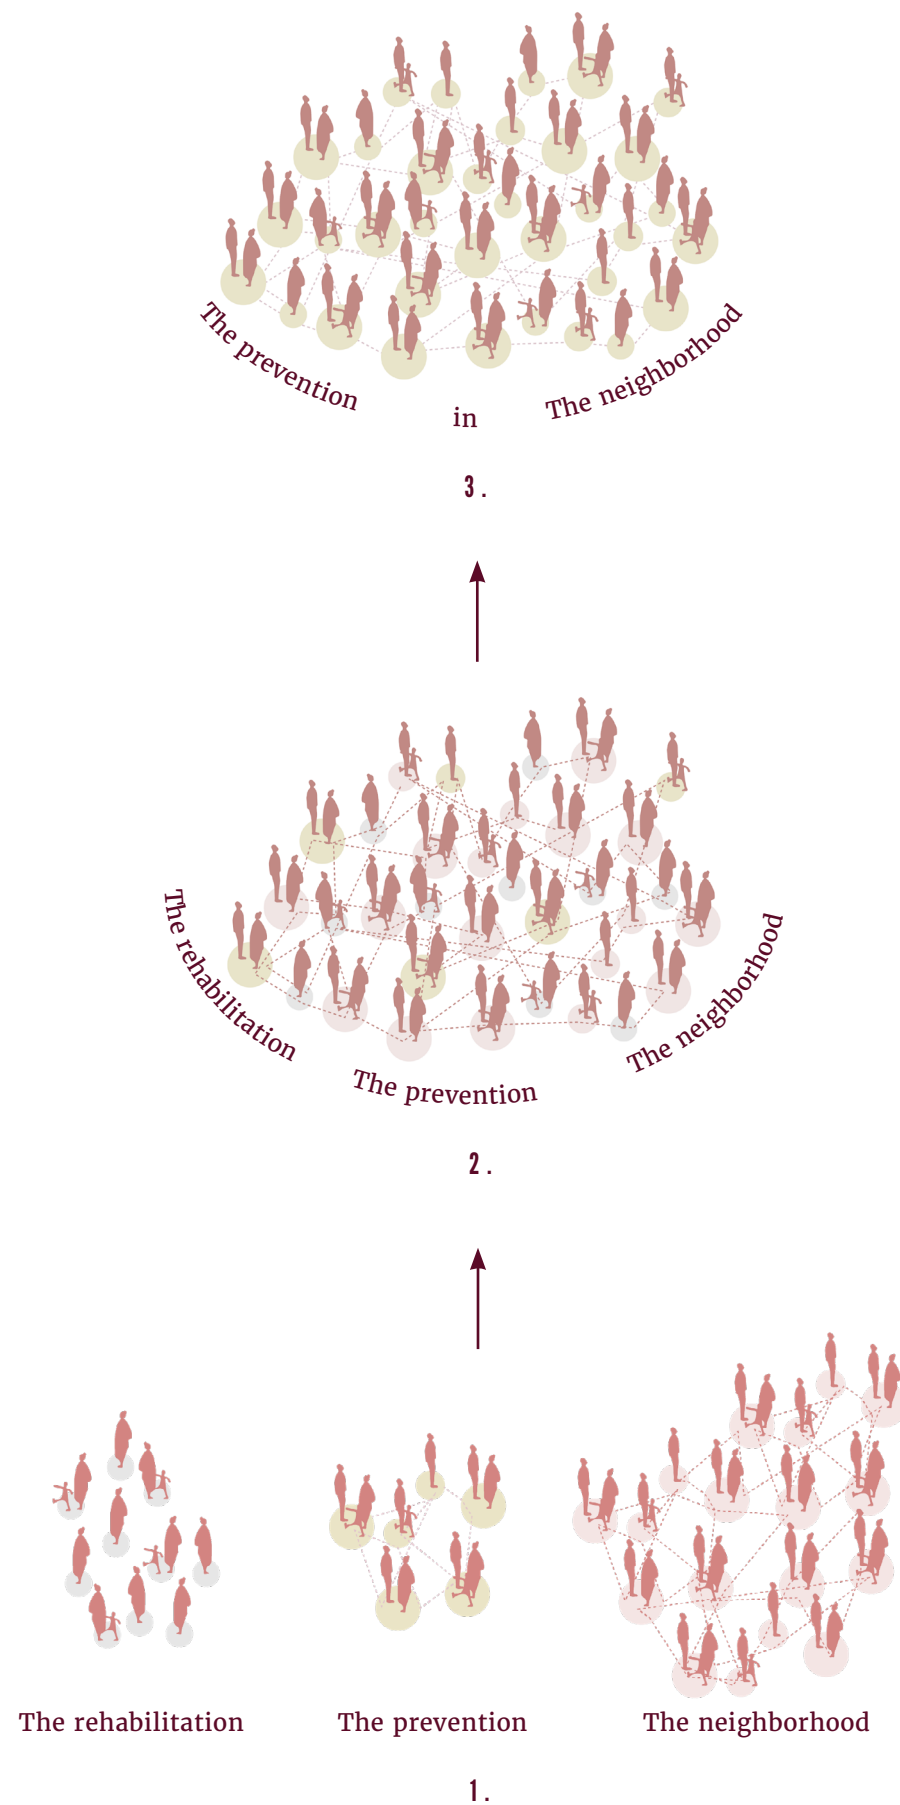 The prevention
in
The neighborhood
3.
The rehabilitation
The prevention
The neighborhood
2.
The rehabilitation
The prevention
The neighborhood
1.